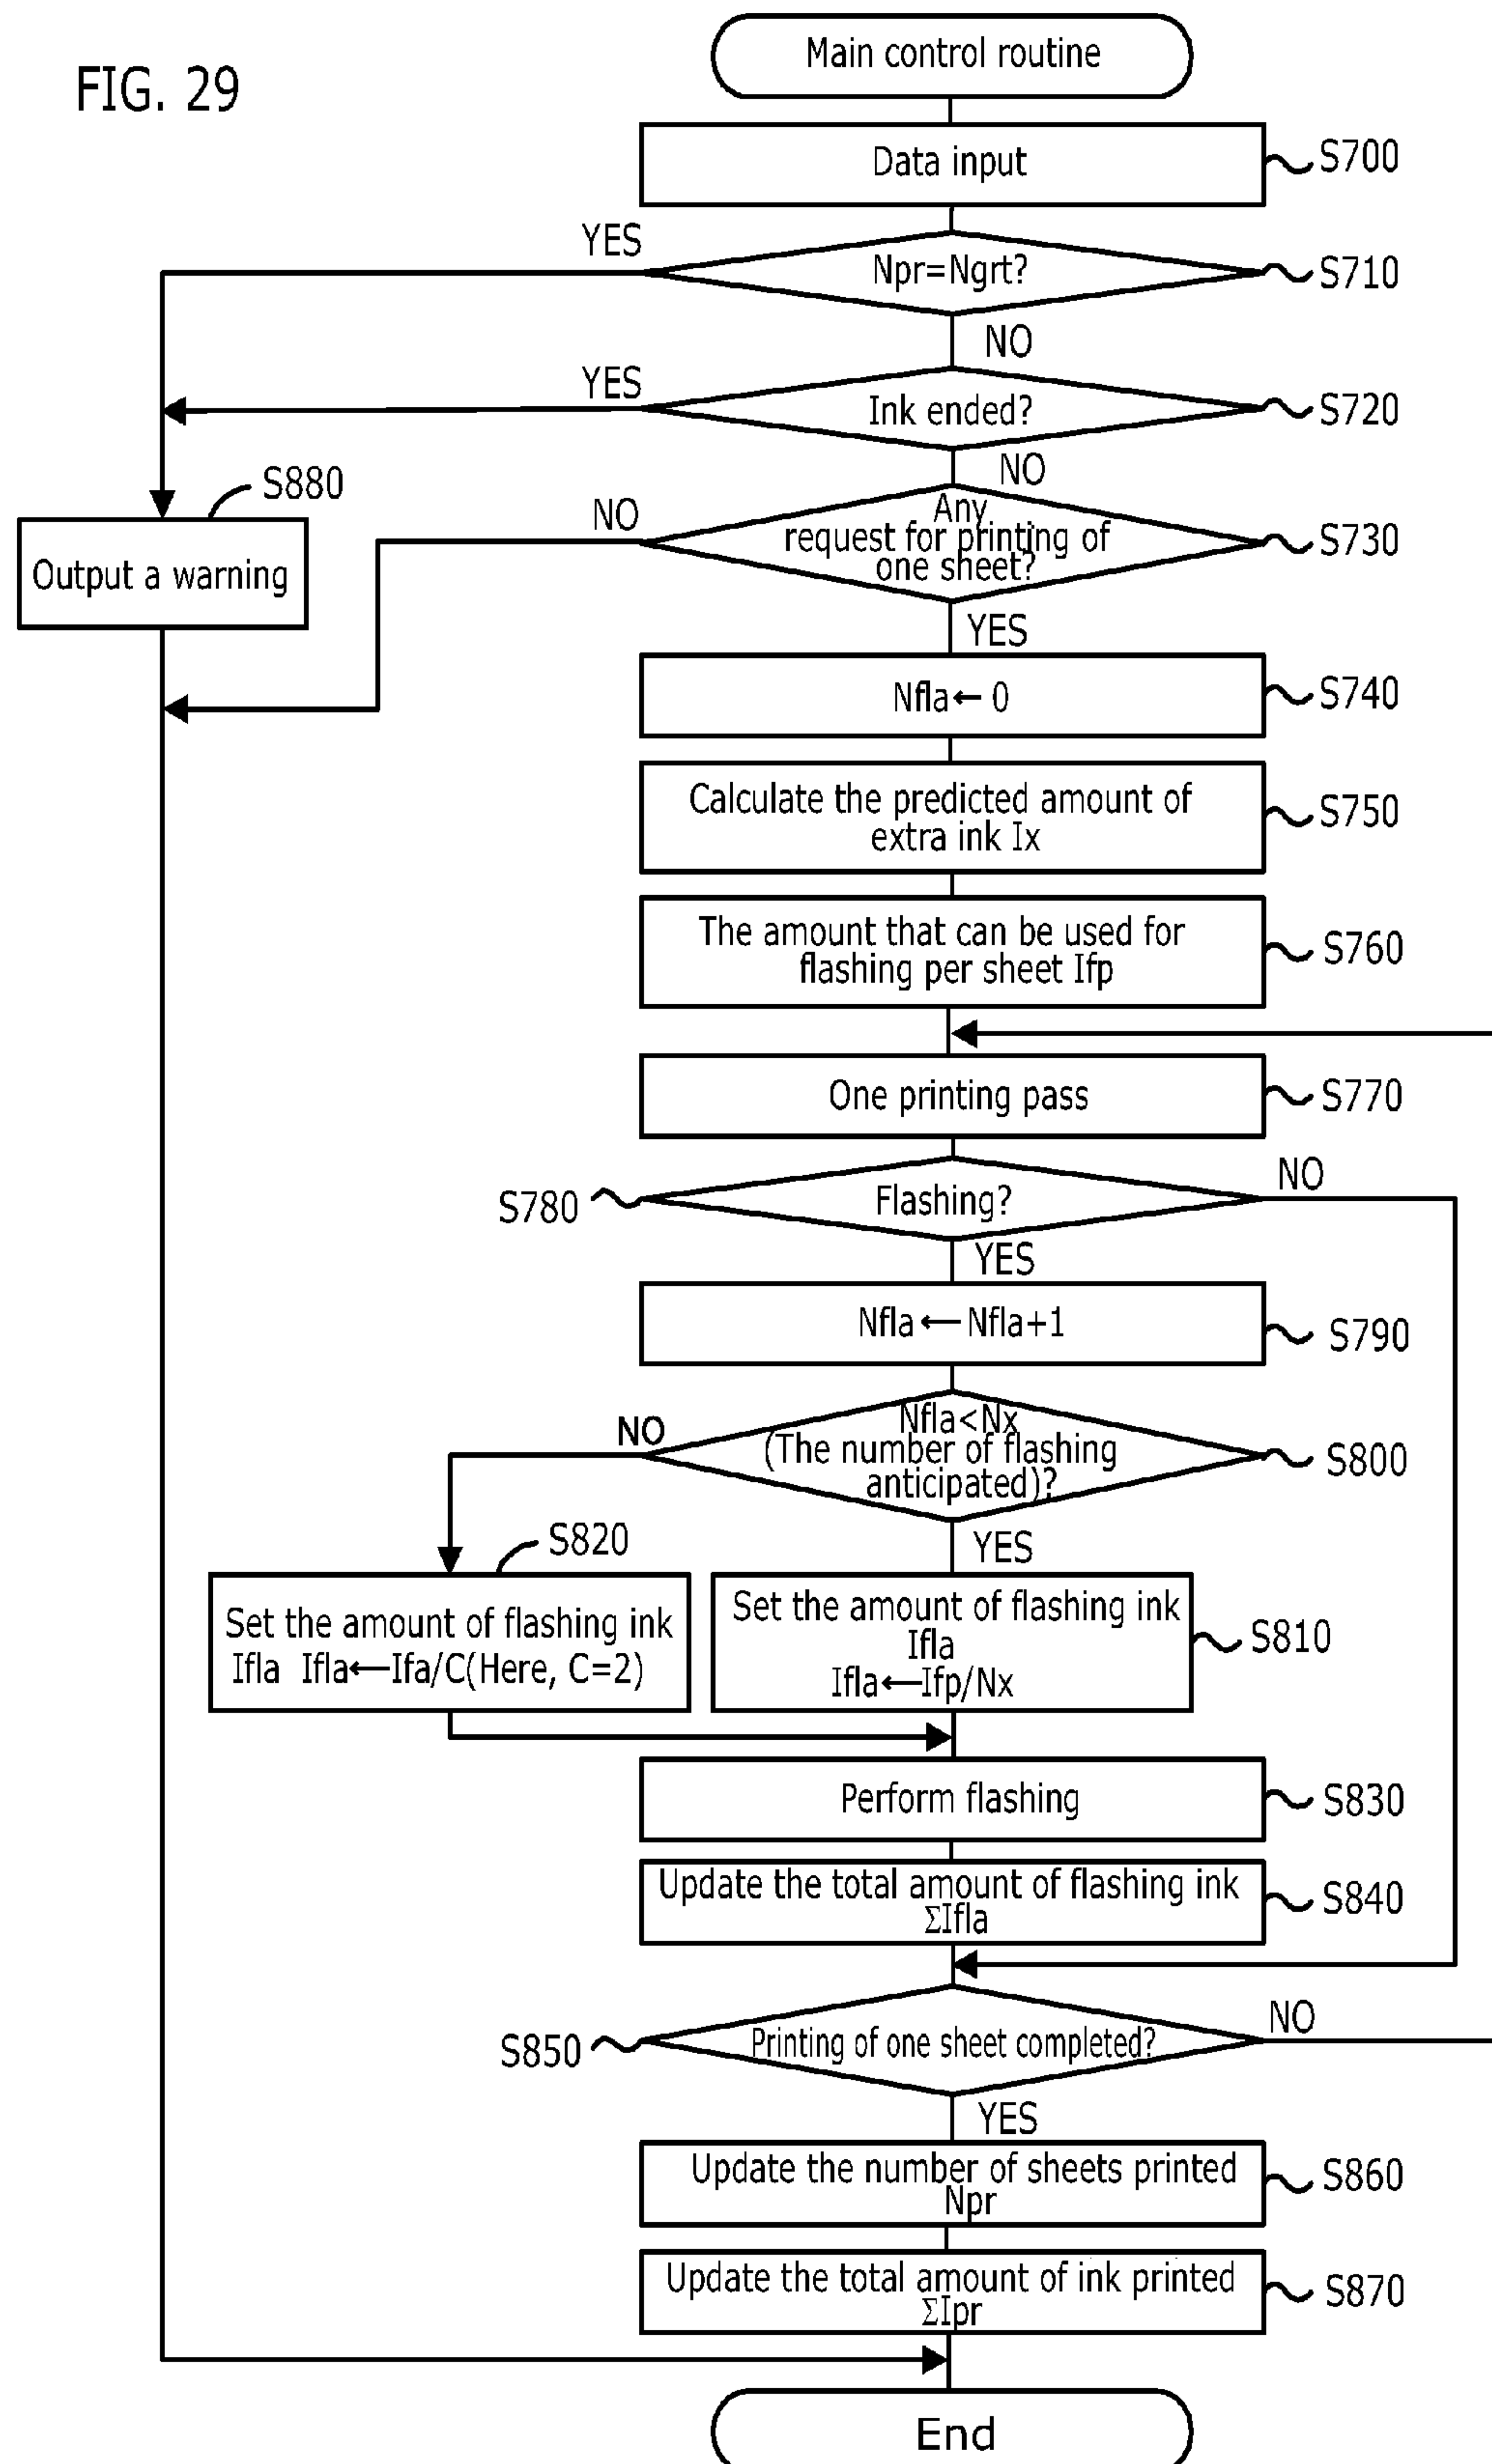 FIG. 29
Main control routine
Data input
S700
YES
Npr=Ngrt?
S710
NO
YES
Ink ended?
S720
NO
S880
Output a warning
NO
Any
request for printing of
one sheet?
S730
YES
Nfla← 0
S740
Calculate the predicted amount of
extra ink Ix
S750
The amount that can be used for
flashing per sheet Ifp
S760
One printing pass
S770
S780
Flashing?
NO
YES
Nfla ← Nfla+1
S790
NO
Nfla<Nx
(The number of flashing
anticipated)?
S800
YES
S820
Set the amount of flashing ink
Ifla Ifla←Ifa/C(Here, C=2)
Set the amount of flashing ink
Ifla
Ifla←Ifp/Nx
S810
Perform flashing
S830
Update the total amount of flashing ink
ΣIfla
S840
S850
Printing of one sheet completed?
NO
YES
Update the number of sheets printed
Npr
S860
Update the total amount of ink printed
ΣIpr
S870
End